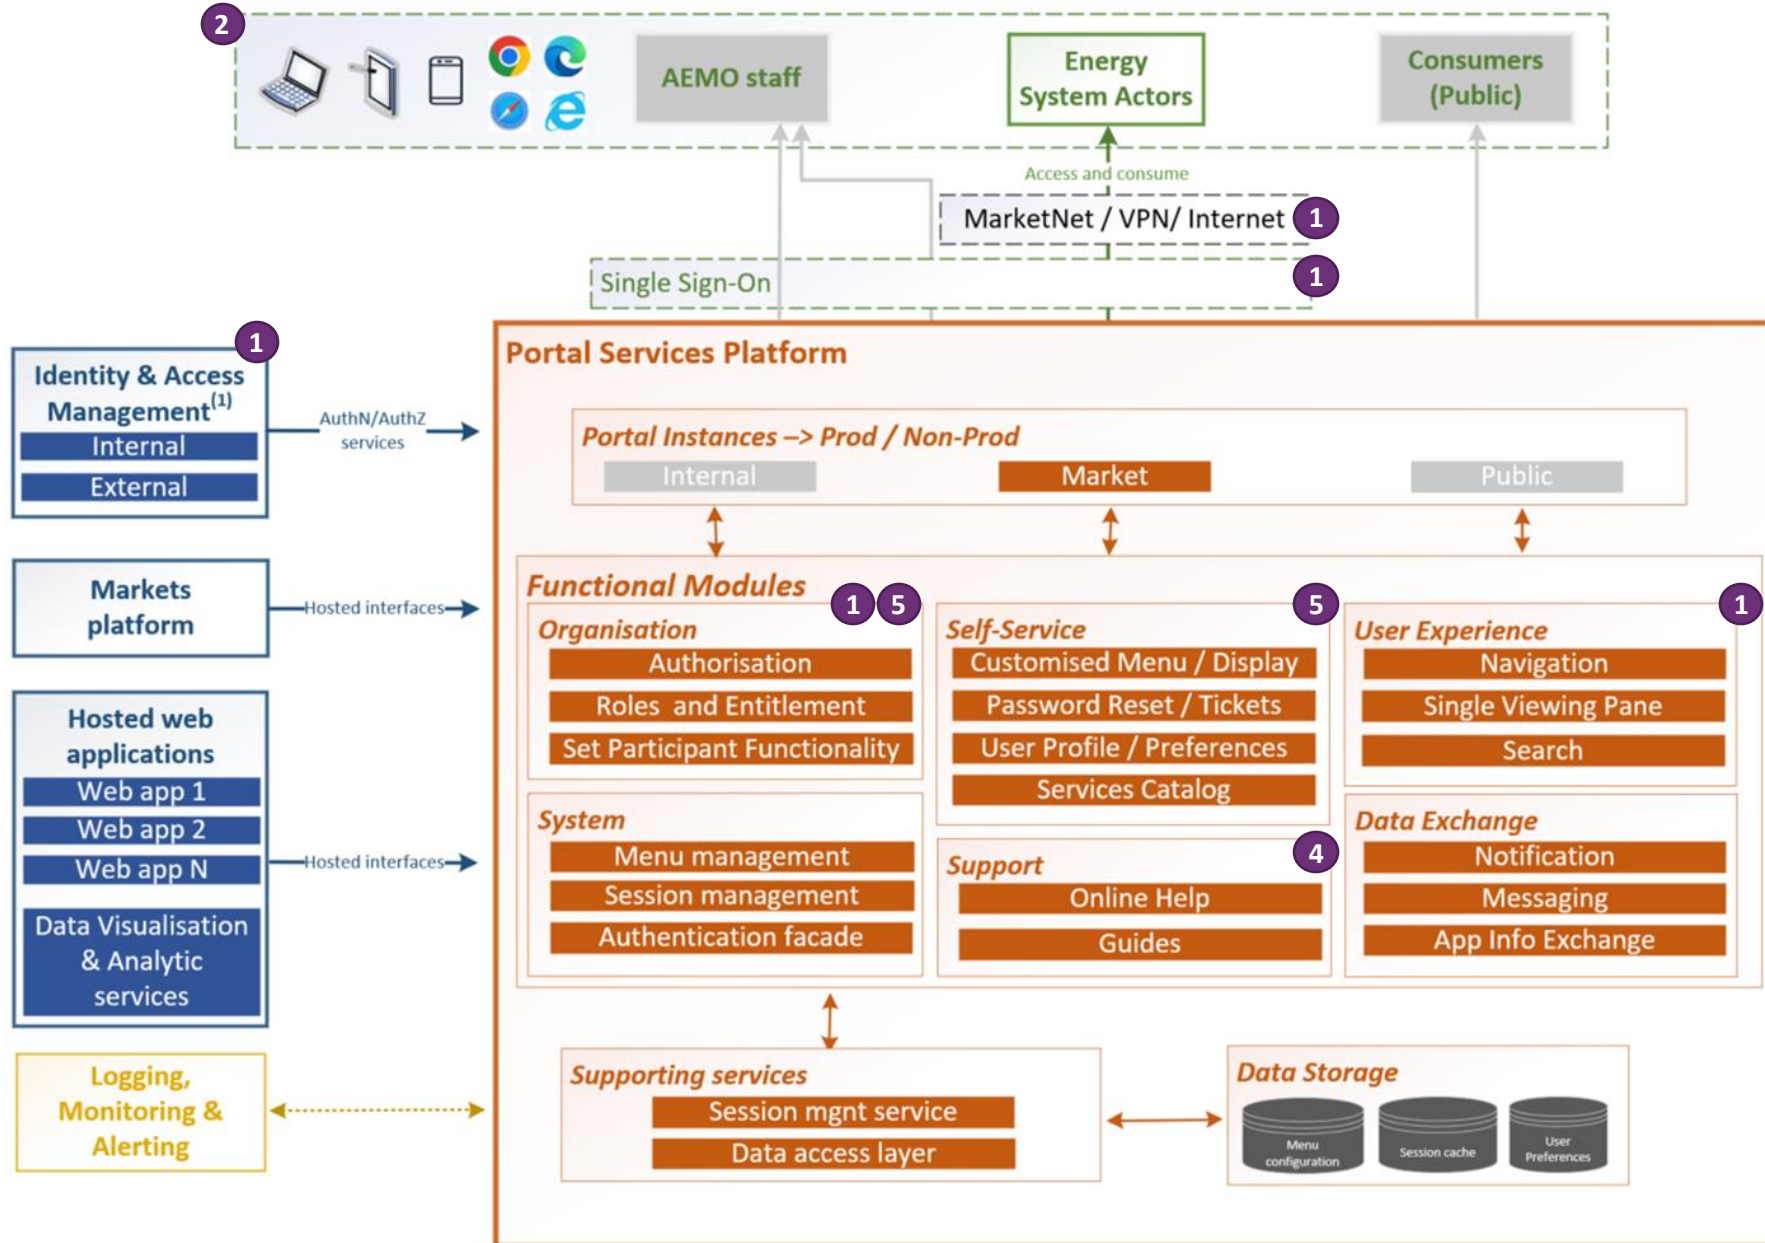 2
AEMO staff
Energy
System Actors
Consumers
(Public)
Access and consume
MarketNet / VPN/ Internet
1
Single Sign-On
1
1
Identity & Access
Management(1)
Internal
External
AuthN/AuthZ
services
Markets
platform
Hosted interfaces
Hosted web
applications
Web app 1
Web app 2
Web app N
Data Visualisation
& Analytic
services
Hosted interfaces
Logging,
Monitoring &
Alerting
Portal Services Platform
Portal Instances –> Prod / Non-Prod
Internal
Market
Public
Functional Modules
1
5
Organisation
Authorisation
Roles and Entitlement
Set Participant Functionality
5
Self-Service
Customised Menu / Display
Password Reset / Tickets
User Profile / Preferences
Services Catalog
1
User Experience
Navigation
Single Viewing Pane
Search
System
Menu management
Session management
Authentication facade
4
Support
Online Help
Guides
Data Exchange
Notification
Messaging
App Info Exchange
Supporting services
Session mgnt service
Data access layer
Data Storage
Menu
configuration
Session cache
User
Preferences